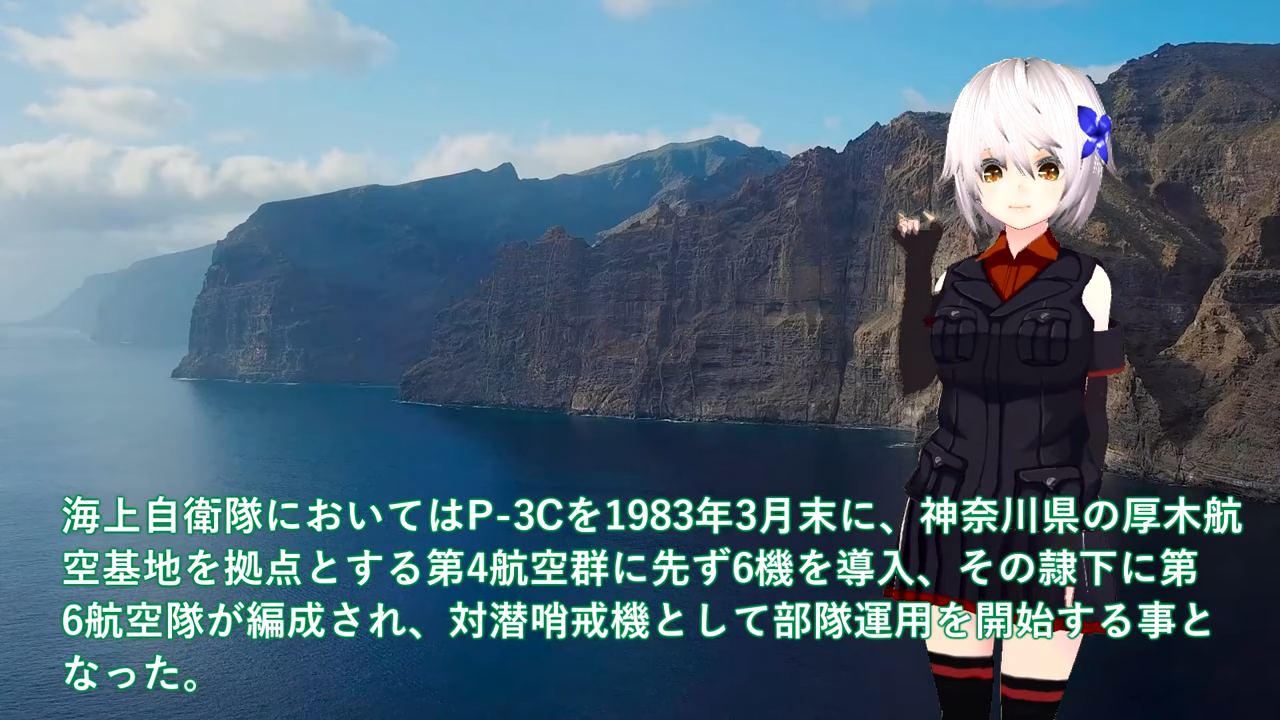 海上自衛隊においてはP-3Cを1983年3月末に、神奈川県の厚木航
空基地を拠点とする第4航空群に先ず6機を導入、その隷下に第
6航空隊が編成され、対潜哨戒機として部隊運用を開始する事と
なった。